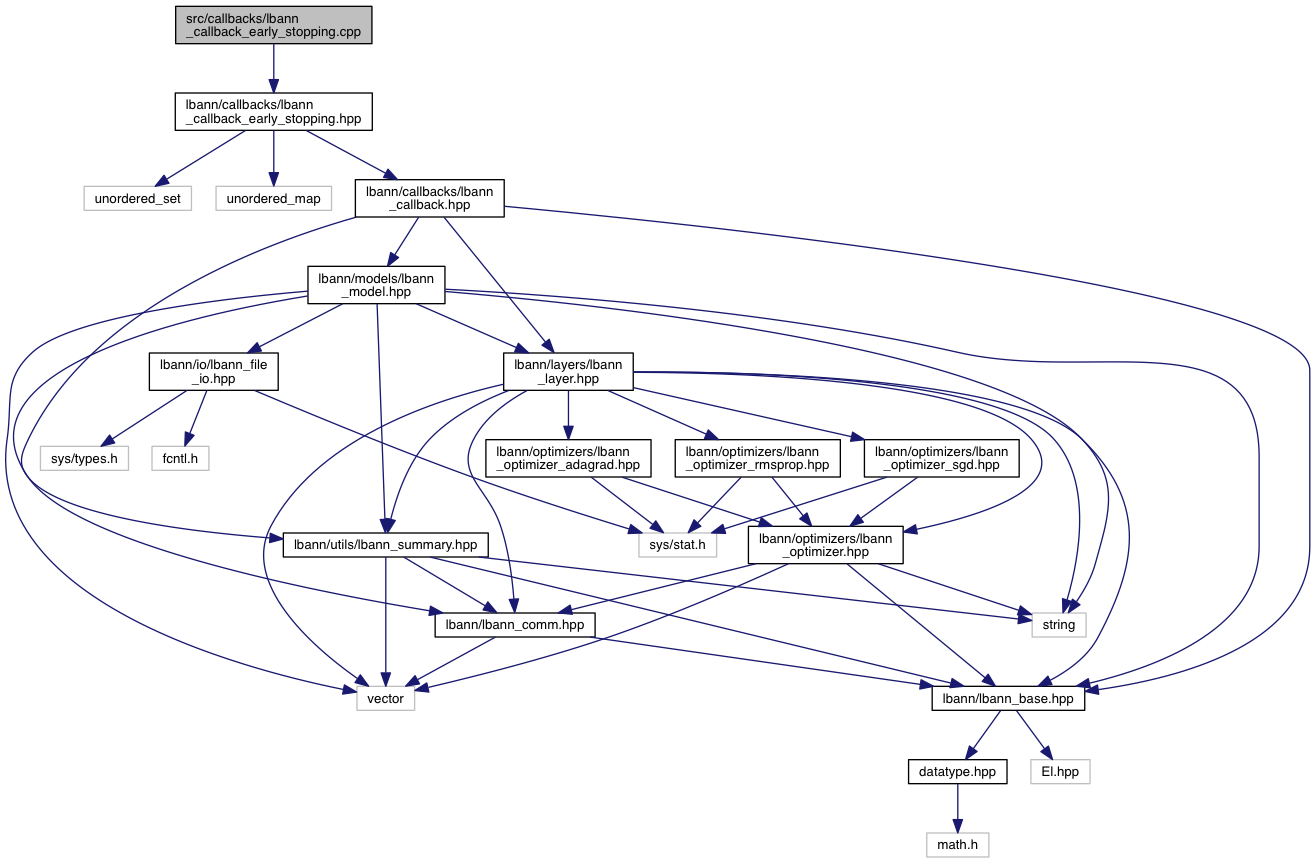 src/callbacks/lbann
_callback_early_stopping.cpp
lbann/callbacks/lbann
_callback_early_stopping.hpp
unordered_set
unordered_map
lbann/callbacks/lbann
_callback.hpp
lbann/models/lbann
_model.hpp
lbann/io/lbann_file
_io.hpp
lbann/layers/lbann
_layer.hpp
sys/types.h
fcntl.h
lbann/optimizers/lbann
_optimizer_adagrad.hpp
lbann/optimizers/lbann
_optimizer_rmsprop.hpp
lbann/optimizers/lbann
_optimizer_sgd.hpp
lbann/utils/lbann_summary.hpp
sys/stat.h
lbann/optimizers/lbann
_optimizer.hpp
lbann/lbann_comm.hpp
string
vector
lbann/lbann_base.hpp
datatype.hpp
El.hpp
math.h